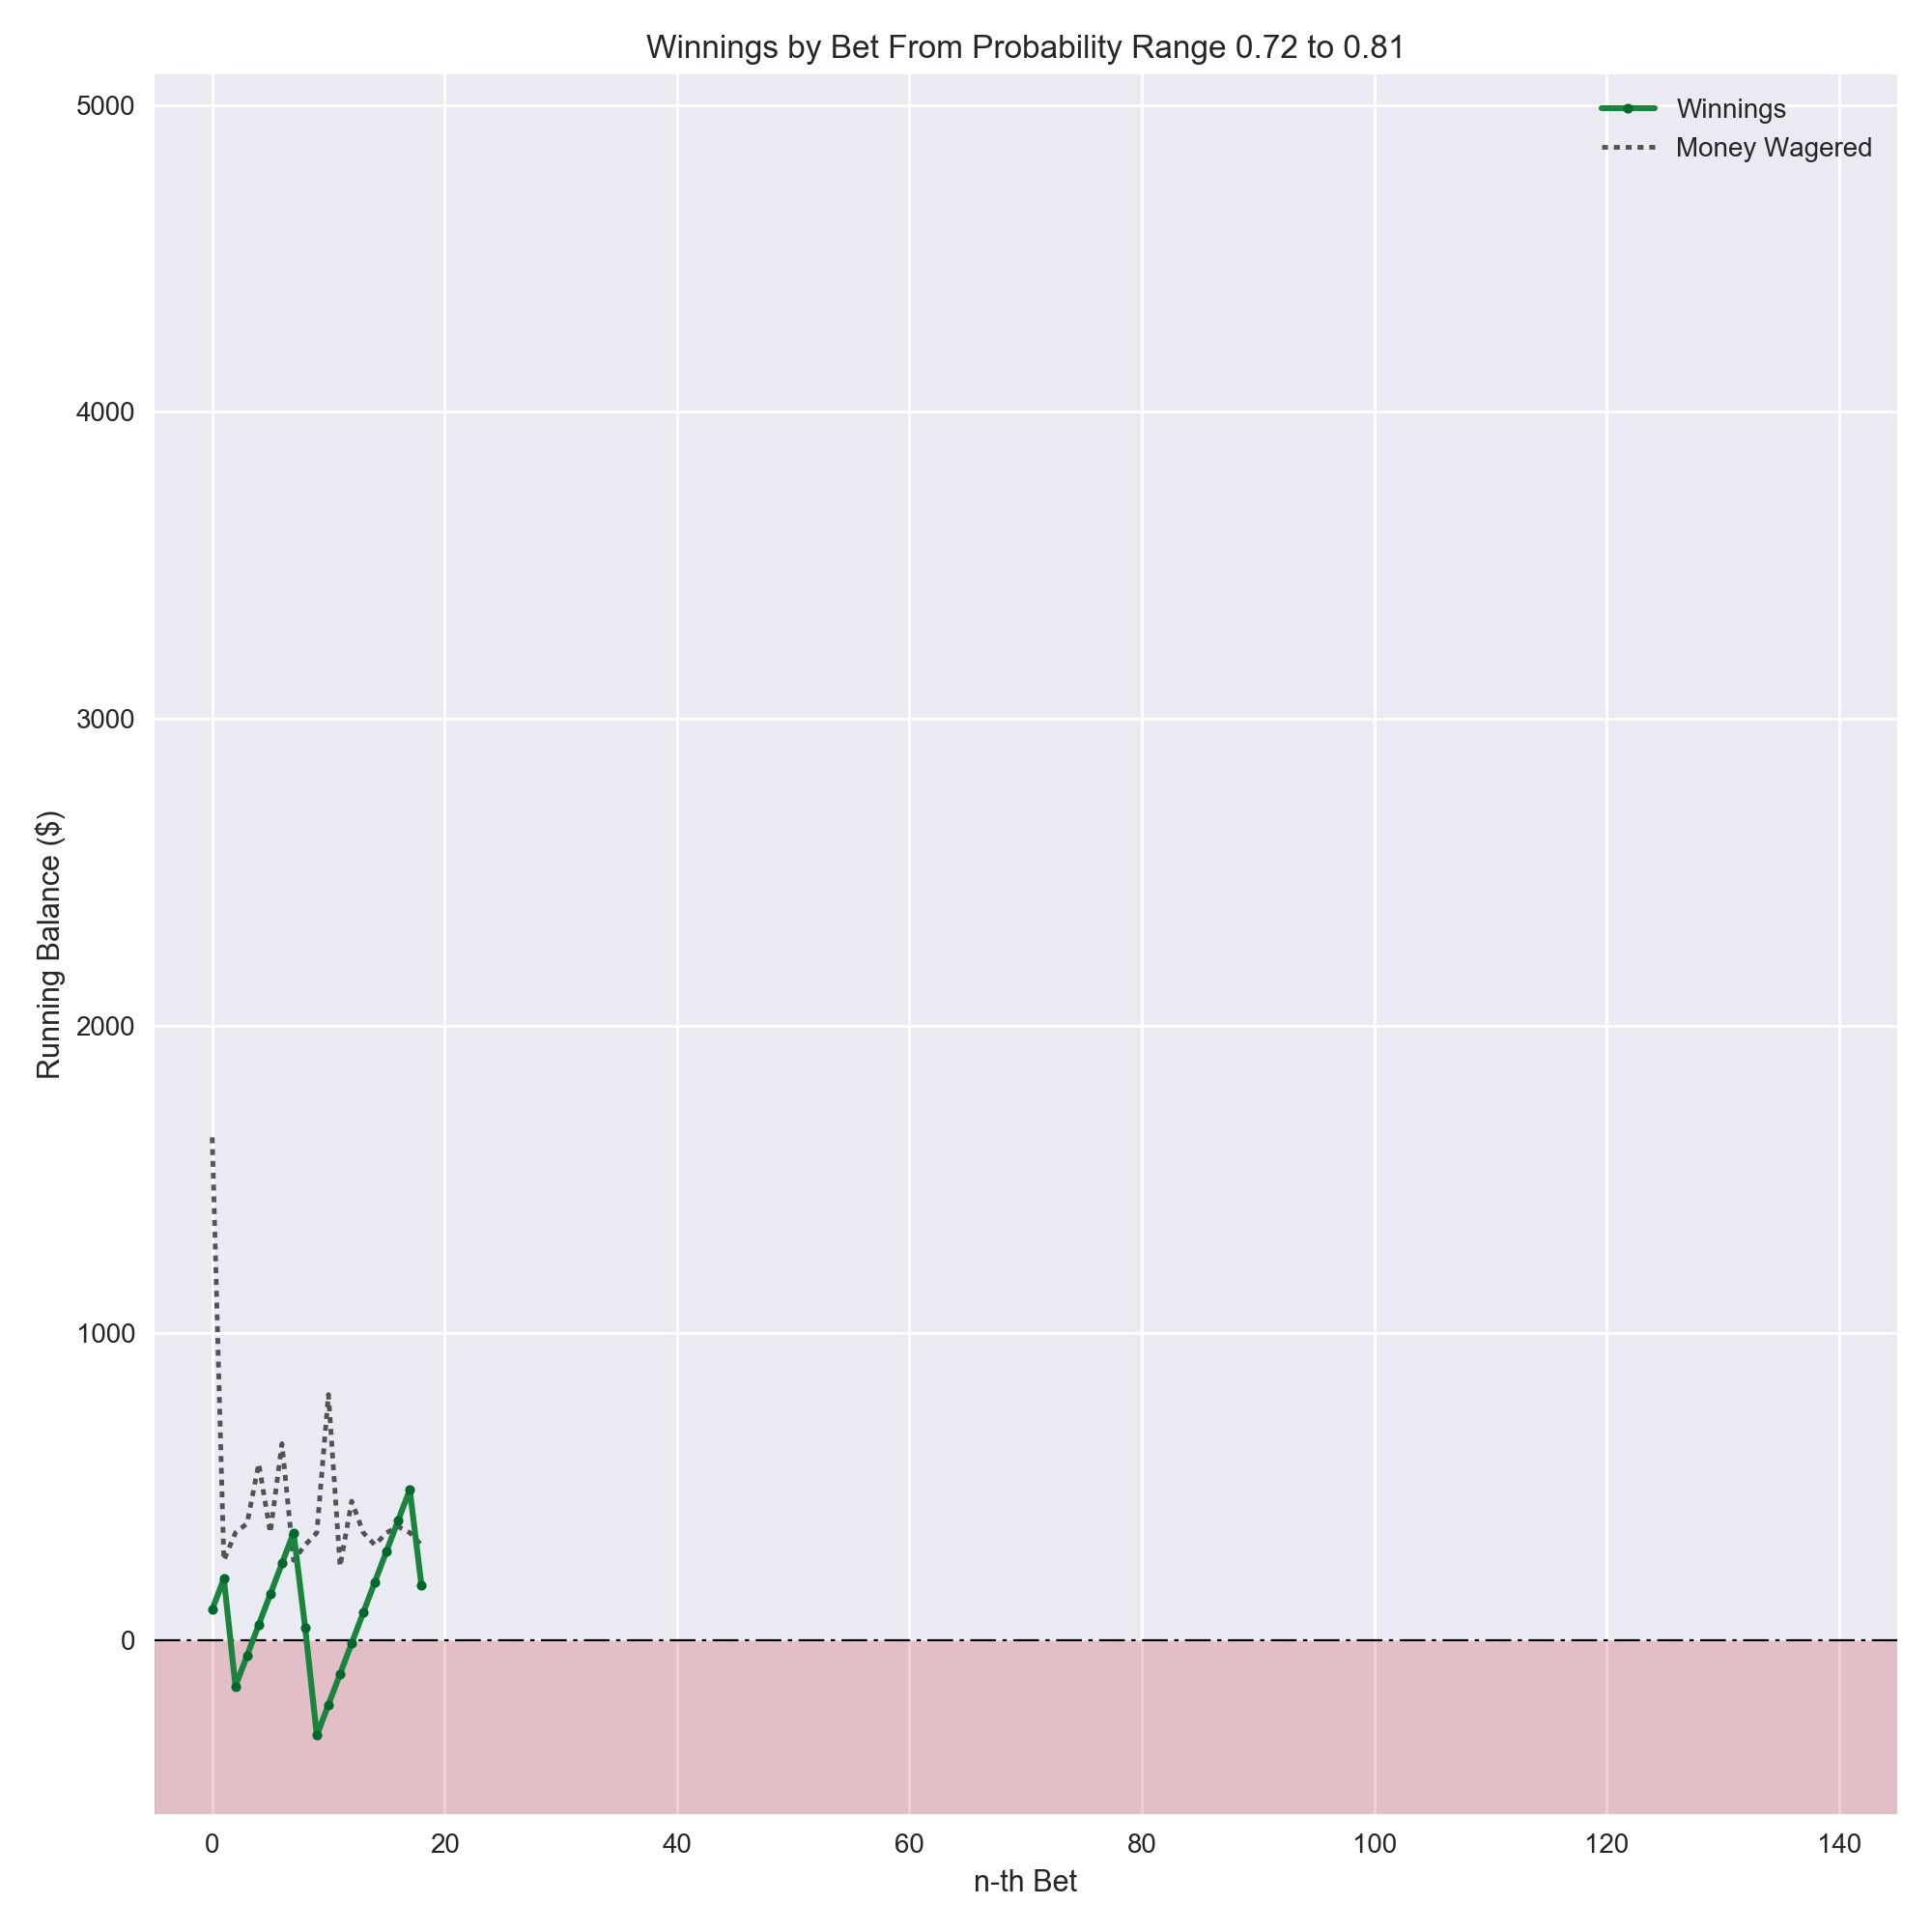 Winnings by Bet From Probability Range 0.72 to 0.81
Winnings
Money Wagered
5000
4000
3000
2000
1000
0
Running Balance ($)
0 20 40 60 80 100 120 140
n-th Bet